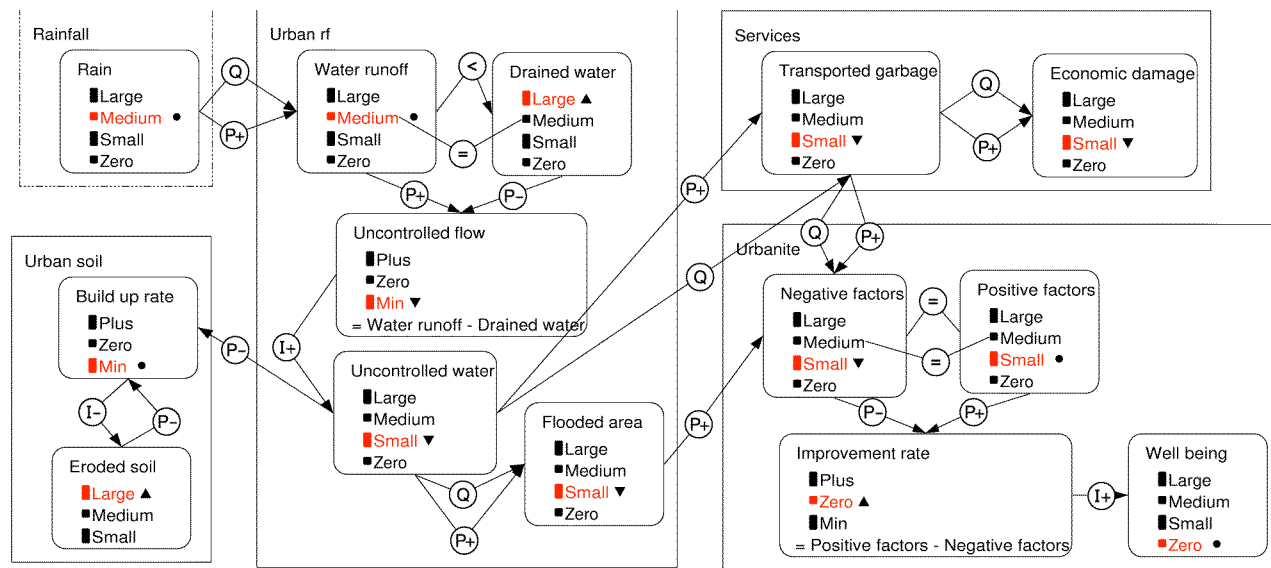 Rainfall
Rain
Large
Medium
Small
Zero
Q
P+
Urban rf
Water runoff
Large
Medium
Small
Zero
<
=
Drained water
Large
Medium
Small
Zero
P+
P-
Uncontrolled flow
Plus
Zero
Min
= Water runoff - Drained water
I+
Uncontrolled water
Large
Medium
Small
Zero
Q
P+
Flooded area
Large
Medium
Small
Zero
P-
P+
Q
P+
Urban soil
Build up rate
Plus
Zero
Min
I-
P-
Eroded soil
Large
Medium
Small
Services
Transported garbage
Large
Medium
Small
Zero
Q
P+
Economic damage
Large
Medium
Small
Zero
Q
P+
Urbanite
Negative factors
Large
Medium
Small
Zero
=
=
Positive factors
Large
Medium
Small
Zero
P-
P+
Improvement rate
Plus
Zero
Min
= Positive factors - Negative factors
I+
Well being
Large
Medium
Small
Zero